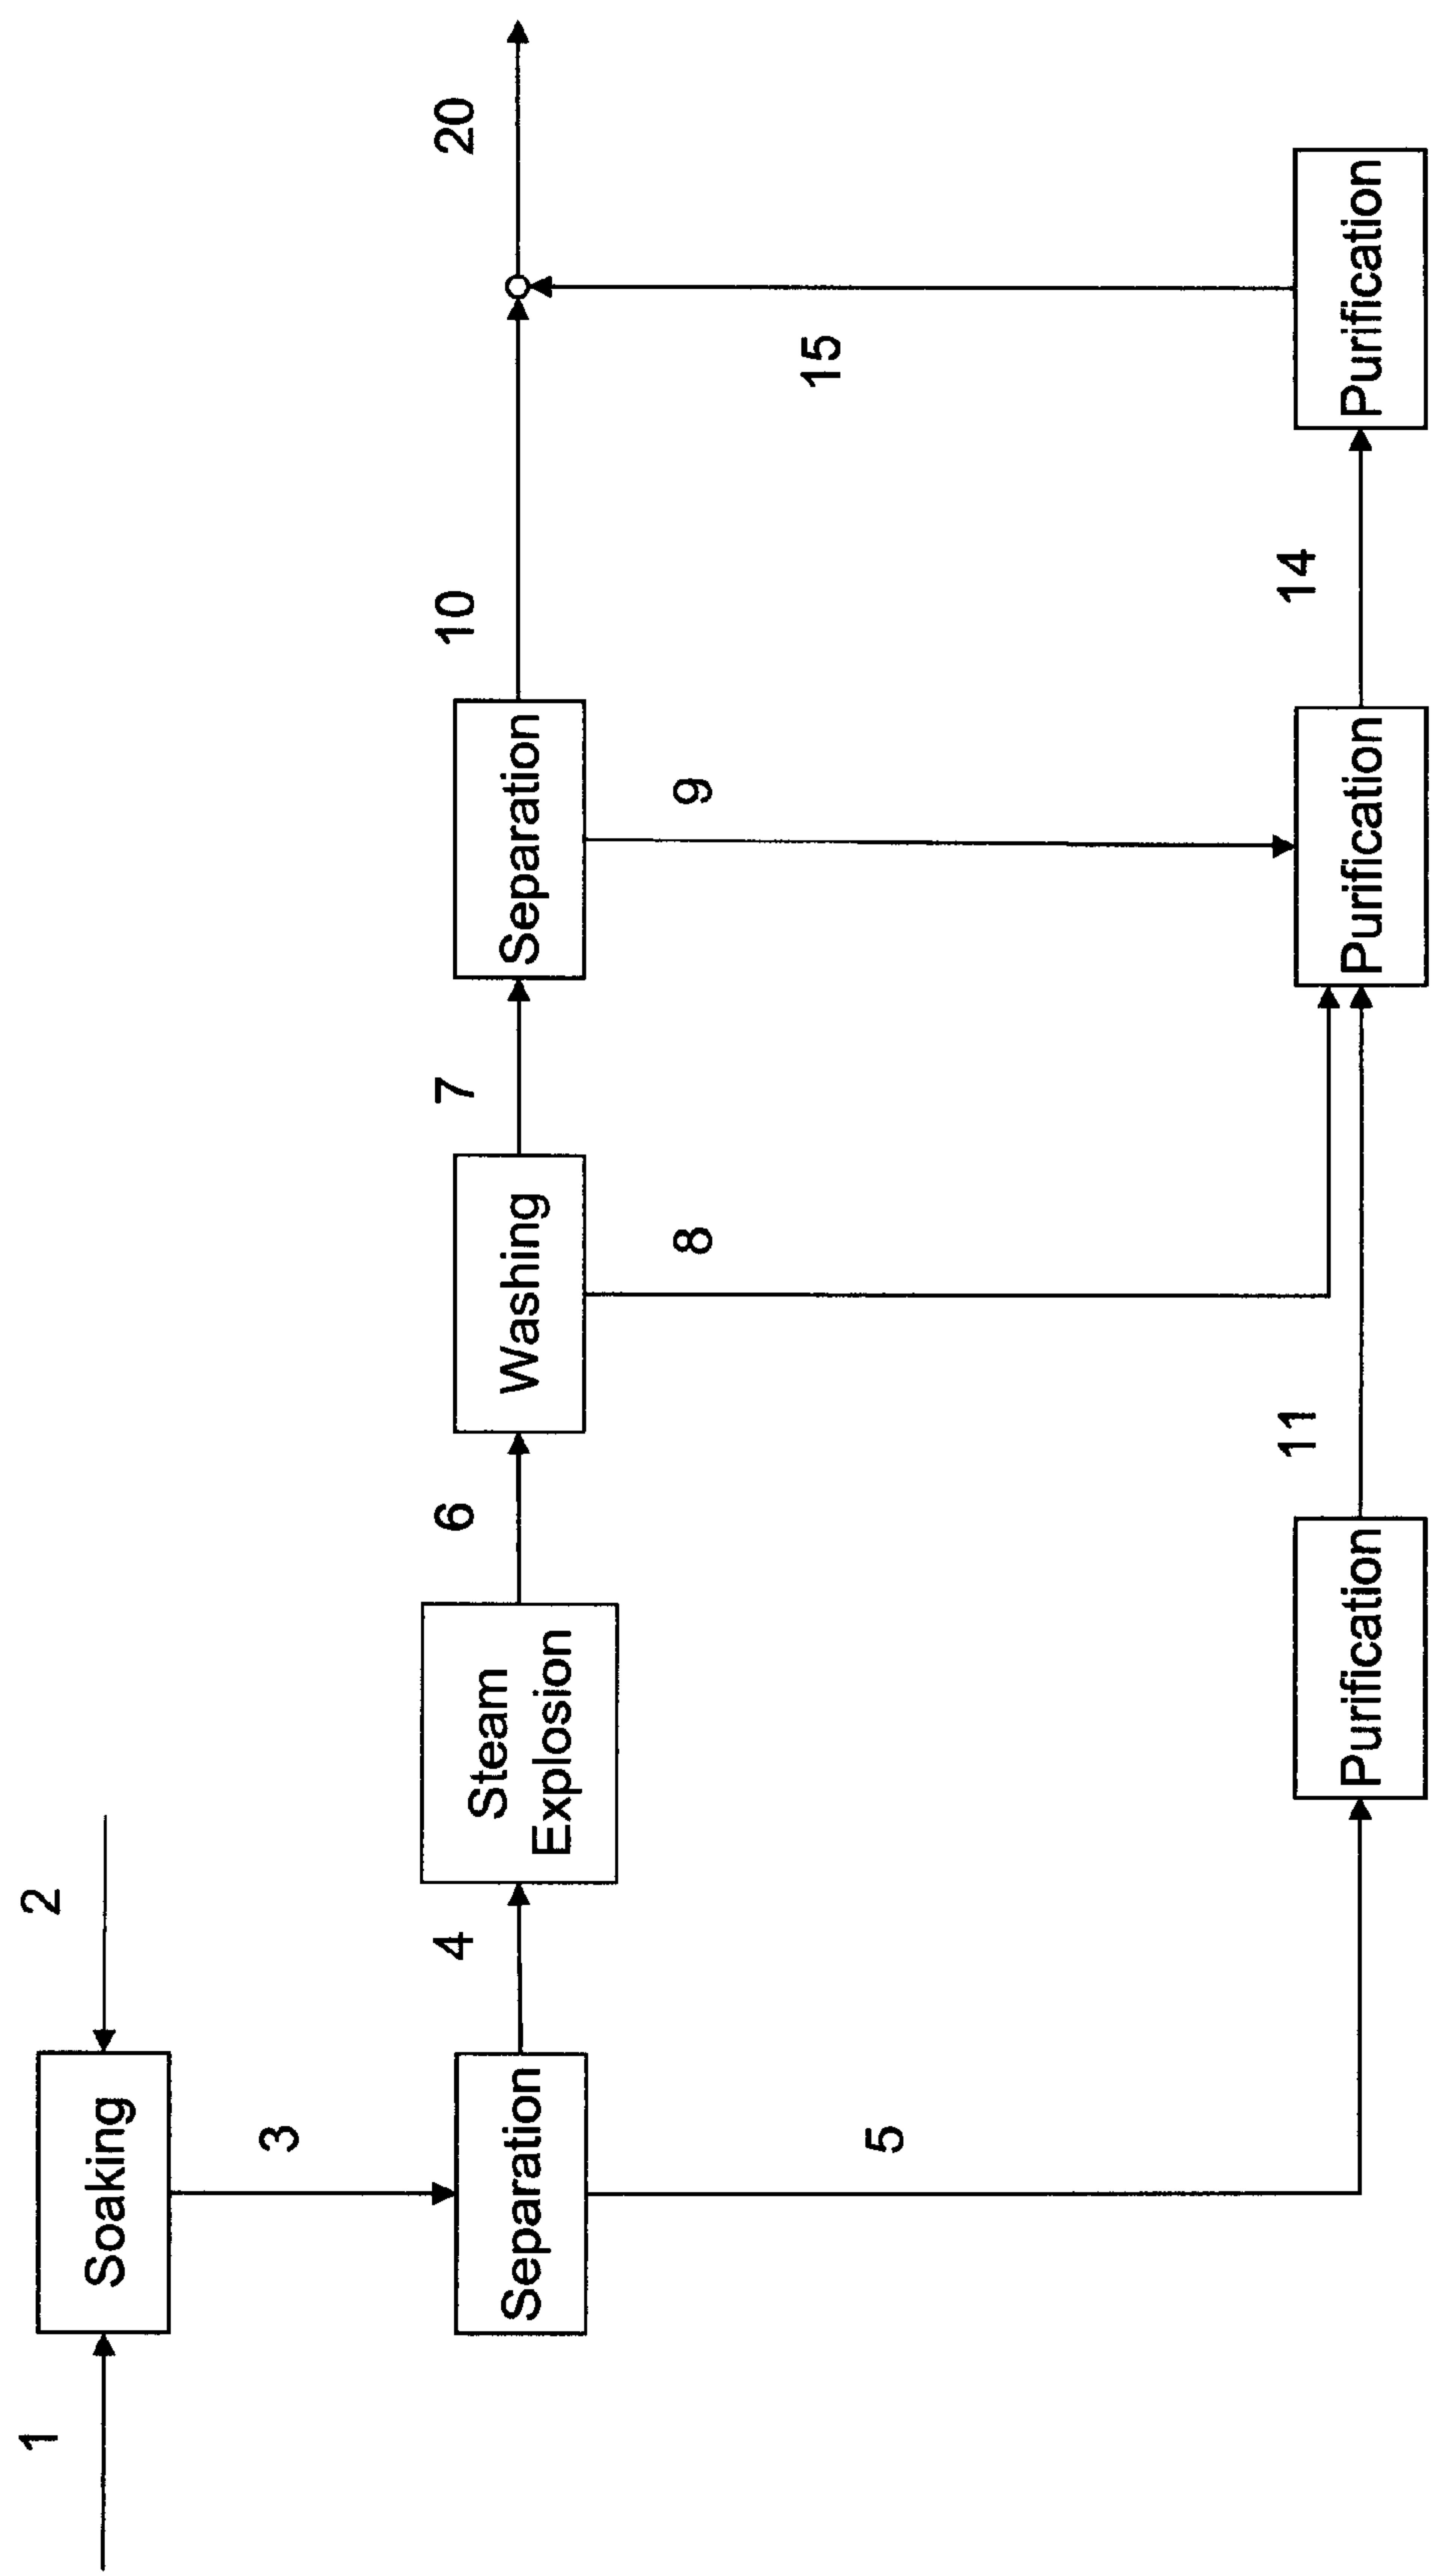 1
2
Soaking
3
Separation
4
Steam
Explosion
6
Washing
7
Separation
10
20
5
8
9
15
Purification
11
Purification
14
Purification